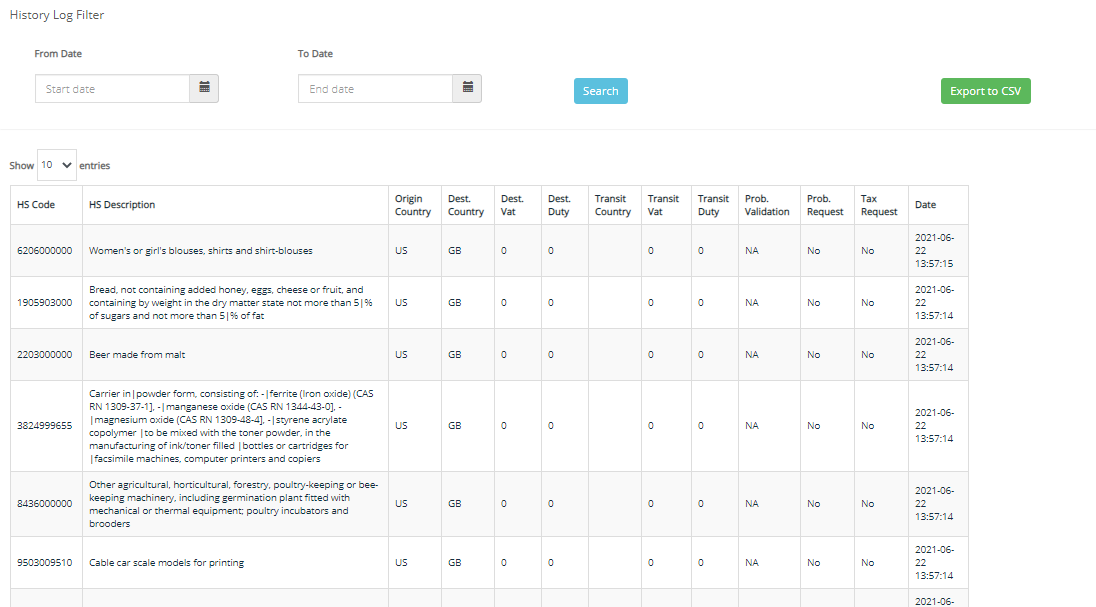 History Log Filter
From Date
To Date
Start date
End date
Search
Export to CSV
Show 10 entries
HS Code
HS Description
Origin
Country
Dest.
Country
Dest.
Vat
Dest.
Duty
Transit
Country
Transit
Vat
Transit
Duty
Prob.
Validation
Prob.
Request
Tax
Request
Date
6206000000
Women's or girl's blouses, shirts and shirt-blouses
US
GB
0
0
0
0
NA
No
No
2021-06-
22
13:57:15
1905903000
Bread, not containing added honey, eggs, cheese or fruit, and
containing by weight in the dry matter state not more than 5|%
of sugars and not more than 5|% of fat
US
GB
0
0
0
0
NA
No
No
2021-06-
22
13:57:14
2203000000
Beer made from malt
US
GB
0
0
0
0
NA
No
No
2021-06-
22
13:57:14
3824999655
Carrier in|powder form, consisting of: -|ferrite (Iron oxide) (CAS
RN 1309-37-1], -|manganese oxide (CAS RN 1344-43-0], -
|magnesium oxide (CAS RN 1309-48-4], -|styrene acrylate
copolymer |to be mixed with the toner powder, in the
manufacturing of ink/toner filled |bottles or cartridges for
|facsimile machines, computer printers and copiers
US
GB
0
0
0
0
NA
No
No
2021-06-
22
13:57:14
8436000000
Other agricultural, horticultural, forestry, poultry-keeping or bee-
keeping machinery, including germination plant fitted with
mechanical or thermal equipment; poultry incubators and
brooders
US
GB
0
0
0
0
NA
No
No
2021-06-
22
13:57:14
9503009510
Cable car scale models for printing
US
GB
0
0
0
0
NA
No
No
2021-06-
22
13:57:14
2021-06-